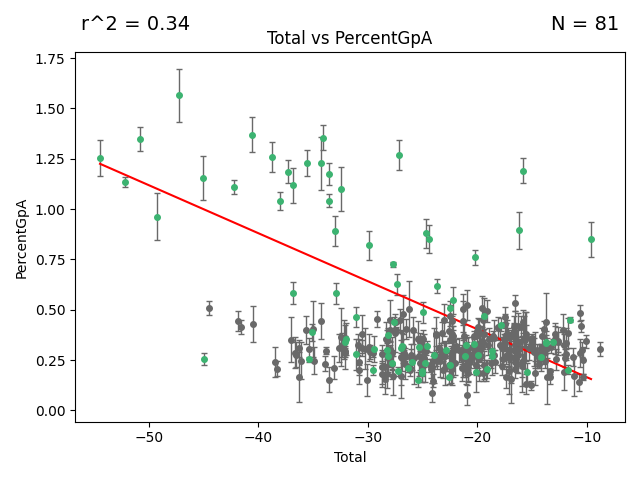 r^2 = 0.34
N = 81
Total vs PercentGpA
1.75
1.50
1.25
1.00
0.75
0.50
0.25
0.00
PercentGpA
−50
−40
−30
−20
−10
Total